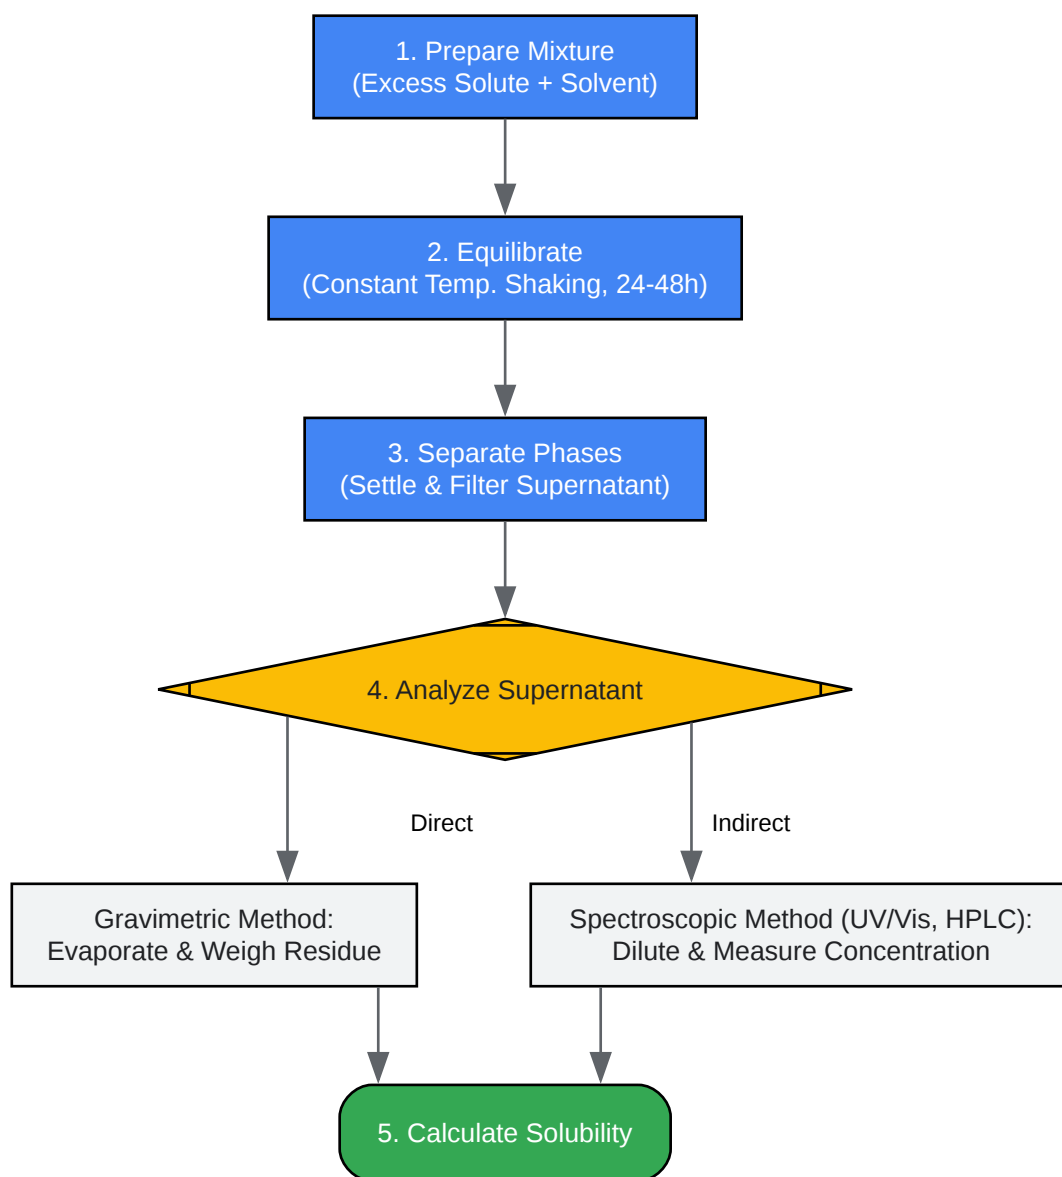 1. Prepare Mixture
(Excess Solute + Solvent)
2. Equilibrate
(Constant Temp. Shaking, 24-48h)
3. Separate Phases
(Settle & Filter Supernatant)
4. Analyze Supernatant
Direct
Indirect
Gravimetric Method:
Evaporate & Weigh Residue
Spectroscopic Method (UV/Vis, HPLC):
Dilute & Measure Concentration
5. Calculate Solubility